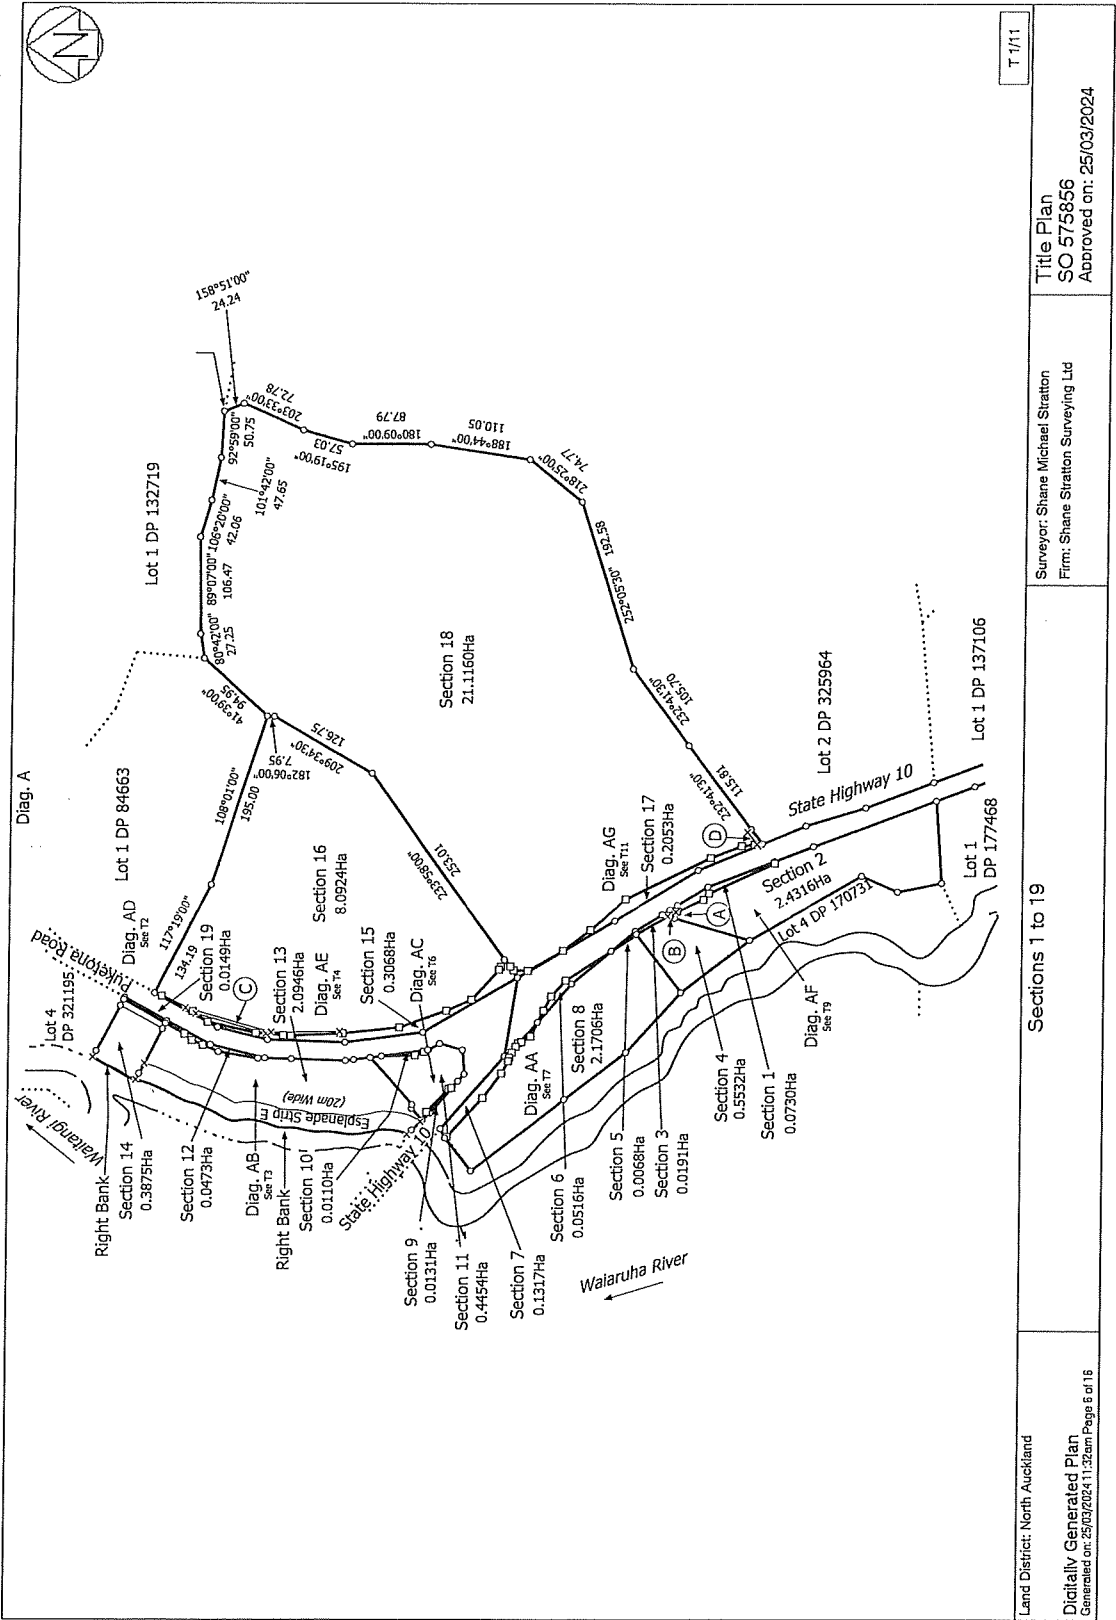 Diag. A
N
Lot 1 DP 132719
Lot 1 DP 84663
Diag. AD
See T2
Puketona Road
Lot 4
DP 321195
Waitangi River
Right Bank
Section 14
0.3875Ha
Section 12
0.0473Ha
Diag. AB
See T3
Right Bank
Section 10
0.0110Ha
State Highway 10
Esplanade Strip E
(20m Wide)
Section 19
0.0149Ha
C
Section 13
2.0946Ha
Diag. AE
See T4
Section 16
8.0924Ha
Section 15
0.3068Ha
Diag. AC
See T6
Section 9
0.0131Ha
Section 11
0.4454Ha
Section 7
0.1317Ha
Diag. AA
See T7
Section 6
0.0516Ha
Section 8
2.1706Ha
Section 5
0.0068Ha
Section 3
0.0191Ha
Section 4
0.5532Ha
Section 1
0.0730Ha
Diag. AF
See T9
Waiaruha River
Section 18
21.1160Ha
Diag. AG
See T11
Section 17
0.2053Ha
D
B
A
Section 2
2.4316Ha
Lot 4 DP 170731
State Highway 10
Lot 2 DP 325964
Lot 1 DP 137106
Lot 1
DP 177468
117°19'00"
134.19
108°01'00"
195.00
182°06'00"
7.95
209°34'30"
126.75
233°58'00"
253.01
41°39'00"
94.95
80°42'00"
27.25
89°07'00"
106.47
106°20'00"
42.06
101°42'00"
47.65
92°59'00"
50.75
158°51'00"
24.24
203°33'00"
72.78
195°19'00"
57.03
180°09'00"
87.79
188°44'00"
110.05
218°25'00"
74.77
252°05'30" 192.58
232°41'30"
105.70
232°41'30"
115.81
T 1/11
Land District: North Auckland
Digitally Generated Plan
Generated on: 25/03/2024 11:32am Page 6 of 16
Sections 1 to 19
Surveyor: Shane Michael Stratton
Firm: Shane Stratton Surveying Ltd
Title Plan
SO 575856
Approved on: 25/03/2024